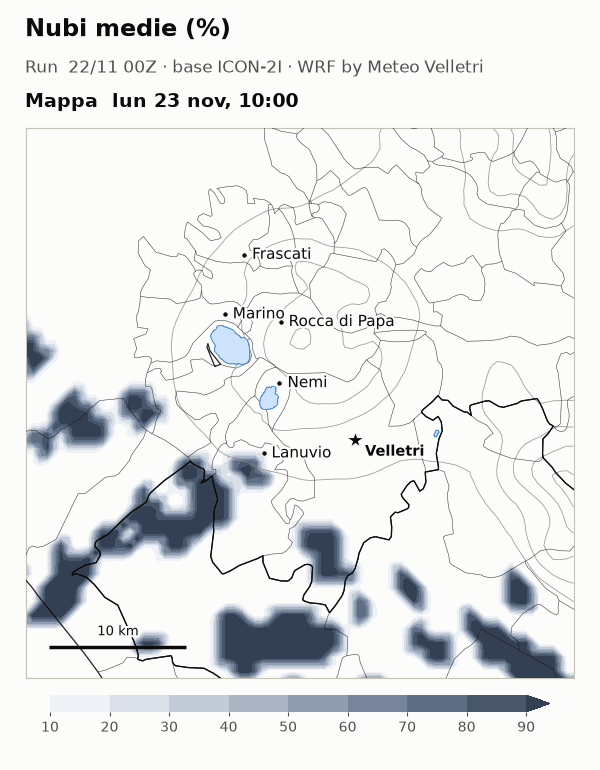 Nubi medie (%)
Run  22/11 00Z · base ICON-2I · WRF by Meteo Velletri
Mappa  lun 23 nov, 10:00
Frascati
Marino
Rocca di Papa
Nemi
Lanuvio
Velletri
10 km
10 20 30 40 50 60 70 80 90